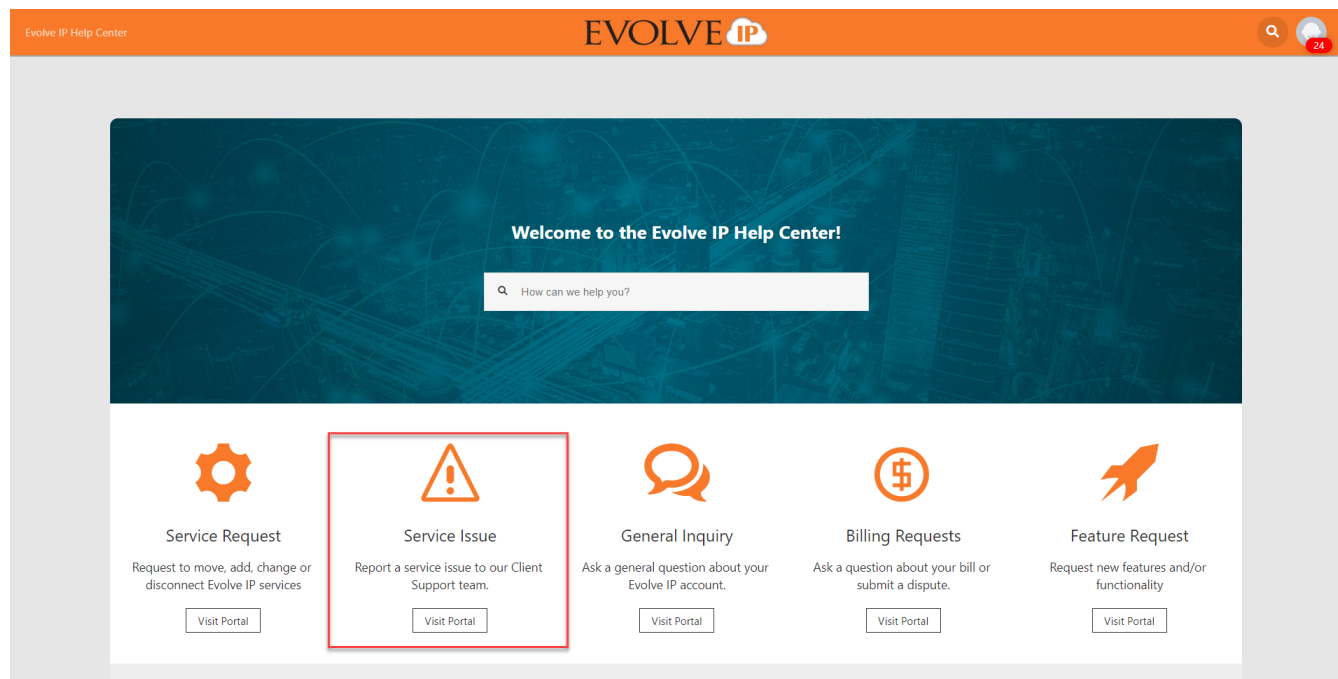 Evolve IP Help Center
EVOLVE IP
24
Welcome to the Evolve IP Help Center!
How can we help you?
Service Request
Request to move, add, change or
disconnect Evolve IP services
Visit Portal
Service Issue
Report a service issue to our Client
Support team.
Visit Portal
General Inquiry
Ask a general question about your
Evolve IP account.
Visit Portal
Billing Requests
Ask a question about your bill or
submit a dispute.
Visit Portal
Feature Request
Request new features and/or
functionality
Visit Portal